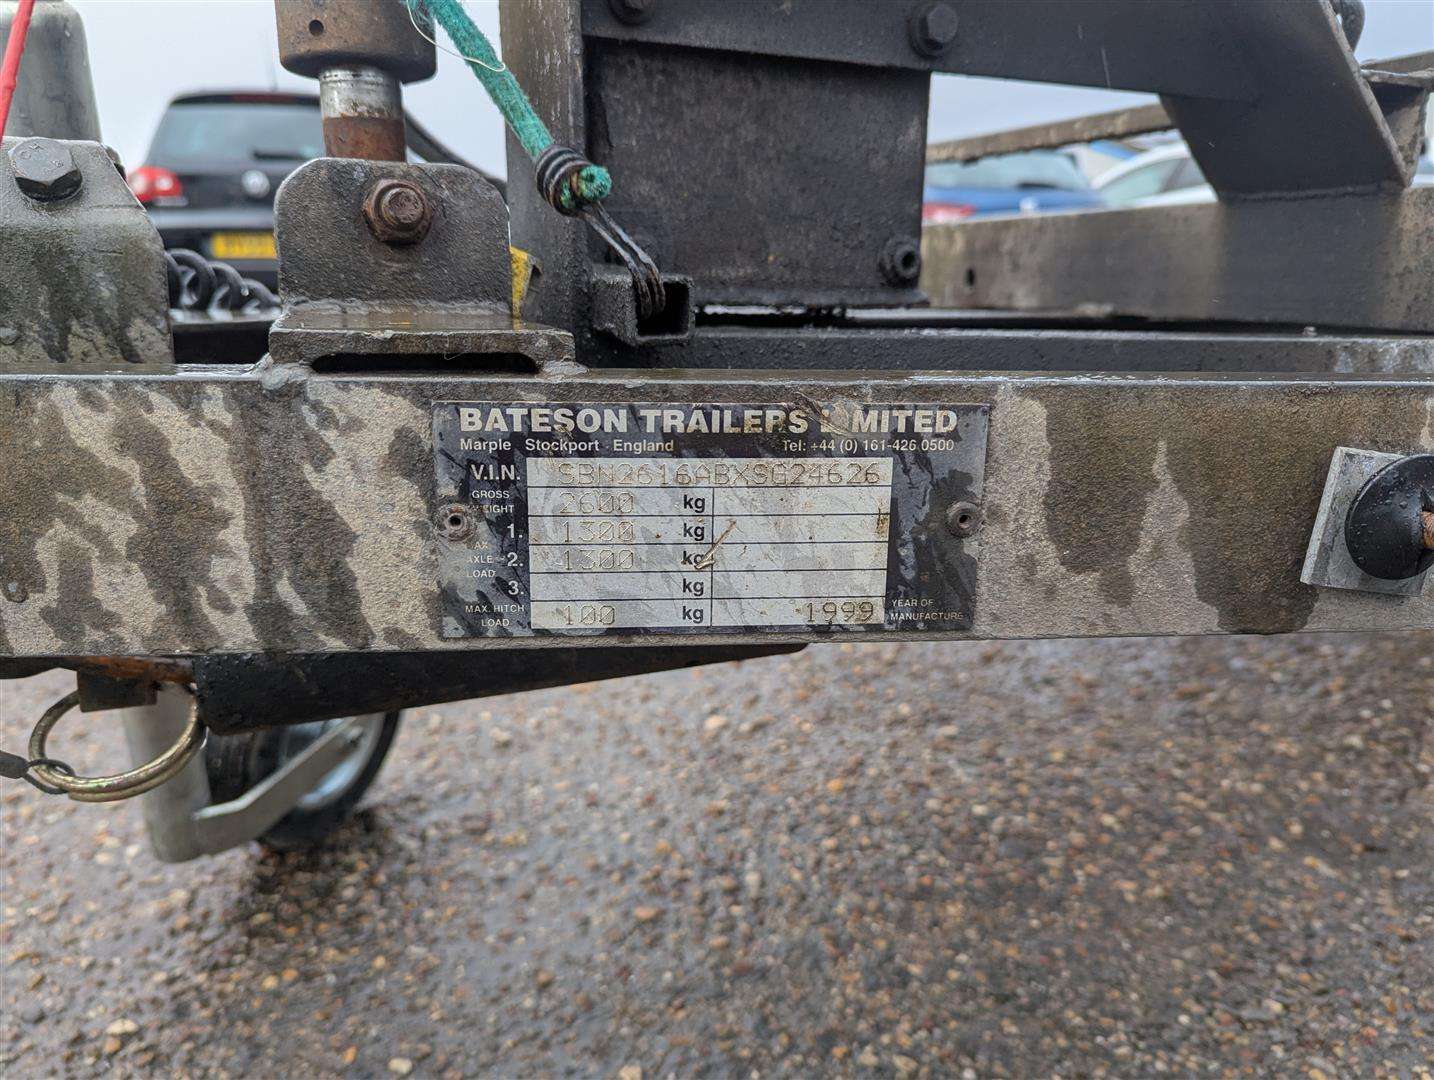 BATESON TRAILERS LIMITED
Marple Stockport England Tel: +44 (0) 161-426 0500
V.I.N. SBN2616ABXSG24626
GROSS WEIGHT 2600 kg
MAX. AXLE LOAD
1. 1300 kg
2. 1300 kg
3. kg
MAX. HITCH LOAD 100 kg 1999 YEAR OF MANUFACTURE